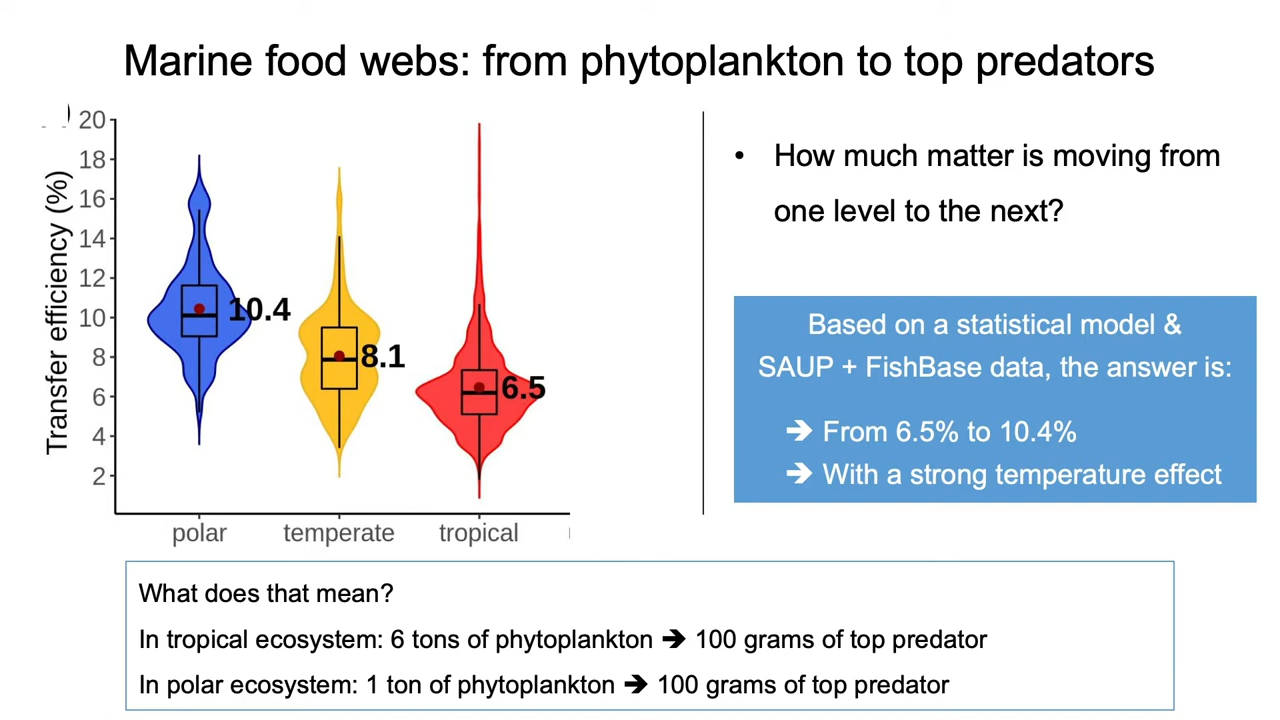 Marine food webs: from phytoplankton to top predators
)
20
18
16
14
12
10
8
6
4
2
Transfer efficiency (%)
10.4
8.1
6.5
polar temperate tropical
• How much matter is moving from
one level to the next?
Based on a statistical model &
SAUP + FishBase data, the answer is:
➔ From 6.5% to 10.4%
➔ With a strong temperature effect
What does that mean?
In tropical ecosystem: 6 tons of phytoplankton ➔ 100 grams of top predator
In polar ecosystem: 1 ton of phytoplankton ➔ 100 grams of top predator